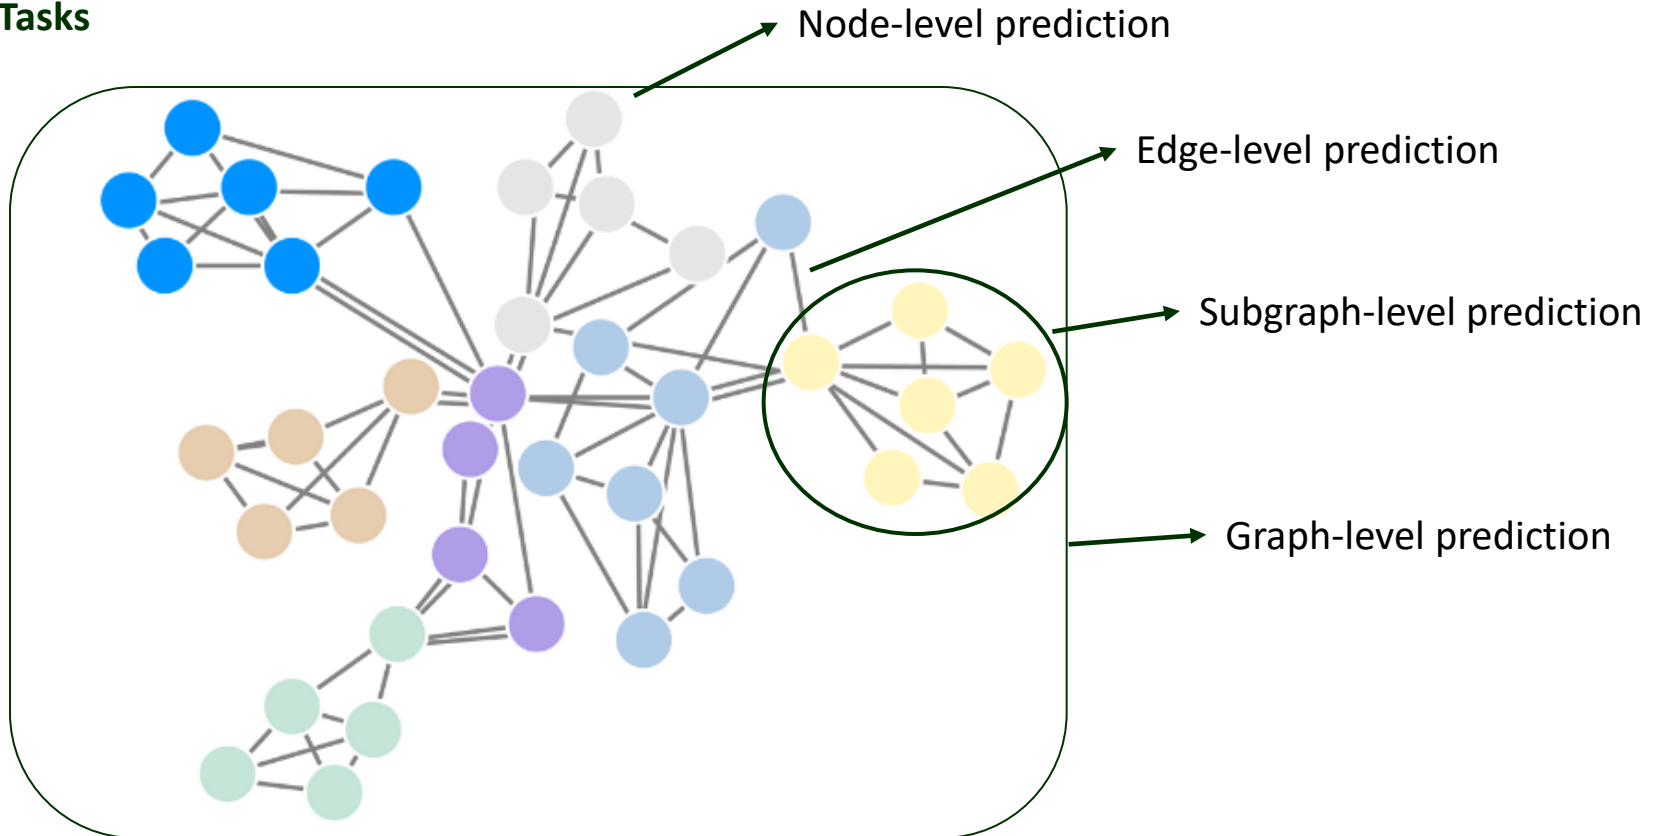 Tasks
Node-level prediction
Edge-level prediction
Subgraph-level prediction
Graph-level prediction